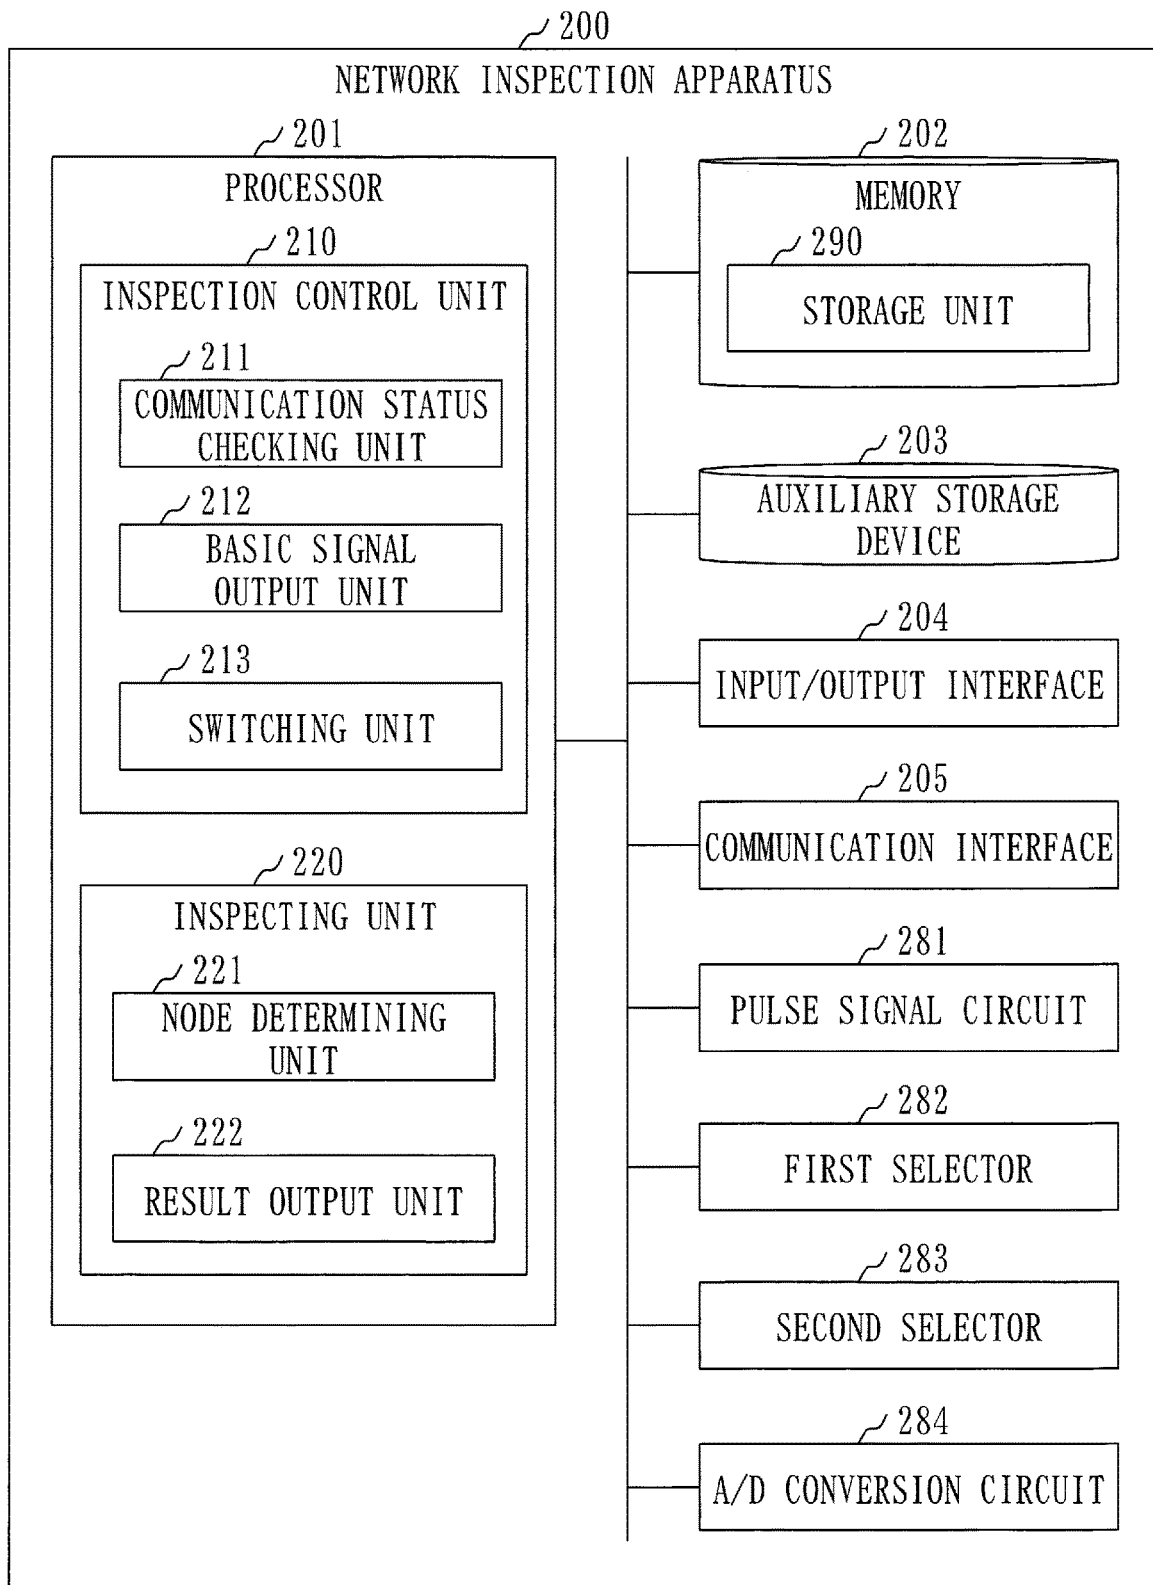 200
NETWORK INSPECTION APPARATUS
201
PROCESSOR
210
INSPECTION CONTROL UNIT
211
COMMUNICATION STATUS
CHECKING UNIT
212
BASIC SIGNAL
OUTPUT UNIT
213
SWITCHING UNIT
220
INSPECTING UNIT
221
NODE DETERMINING
UNIT
222
RESULT OUTPUT UNIT
202
MEMORY
290
STORAGE UNIT
203
AUXILIARY STORAGE
DEVICE
204
INPUT/OUTPUT INTERFACE
205
COMMUNICATION INTERFACE
281
PULSE SIGNAL CIRCUIT
282
FIRST SELECTOR
283
SECOND SELECTOR
284
A/D CONVERSION CIRCUIT